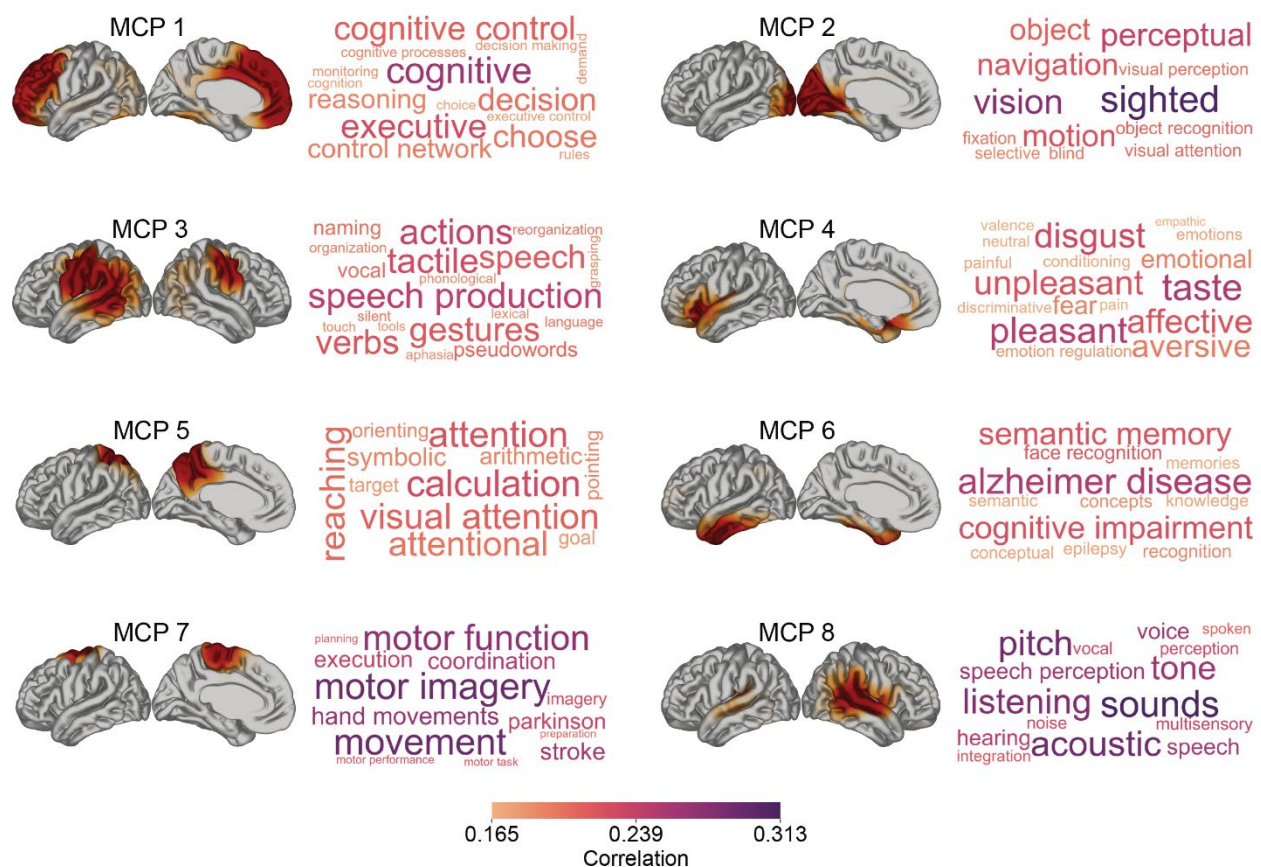 MCP 1
cognitive control
cognitive processes
decision making
demand
monitoring
cognition
cognitive
reasoning
choice
decision
executive
executive control
choose
control network
rules
MCP 2
object
perceptual
navigation
visual perception
vision
sighted
fixation
motion
object recognition
selective
blind
visual attention
MCP 3
naming
actions
reorganization
organization
tactile
speech
grasping
vocal
phonological
speech production
silent
lexical
touch
tools
gestures
language
verbs
aphasia
pseudowords
MCP 4
valence
empathic
neutral
disgust
emotions
painful
conditioning
emotional
unpleasant
taste
discriminative
fear
pain
pleasant
affective
emotion regulation
aversive
MCP 5
reaching
orienting
attention
symbolic
arithmetic
pointing
target
calculation
visual attention
attentional
goal
MCP 6
semantic memory
face recognition
memories
alzheimer disease
semantic
concepts
knowledge
cognitive impairment
conceptual
epilepsy
recognition
MCP 7
planning
motor function
execution
coordination
motor imagery
imagery
hand movements
parkinson
preparation
movement
stroke
motor performance
motor task
MCP 8
pitch
vocal
voice
spoken
perception
speech perception
tone
listening
sounds
noise
multisensory
hearing
acoustic
speech
integration
0.165
0.239
0.313
Correlation